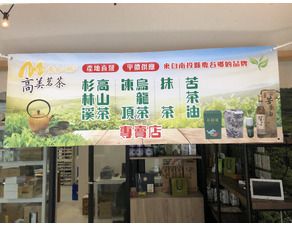 高美茗茶
產地直營 平價供應 來自南投縣鹿谷鄉的品牌
杉林溪 高山茶 凍頂 烏龍茶 抹茶 苦茶油
專賣店